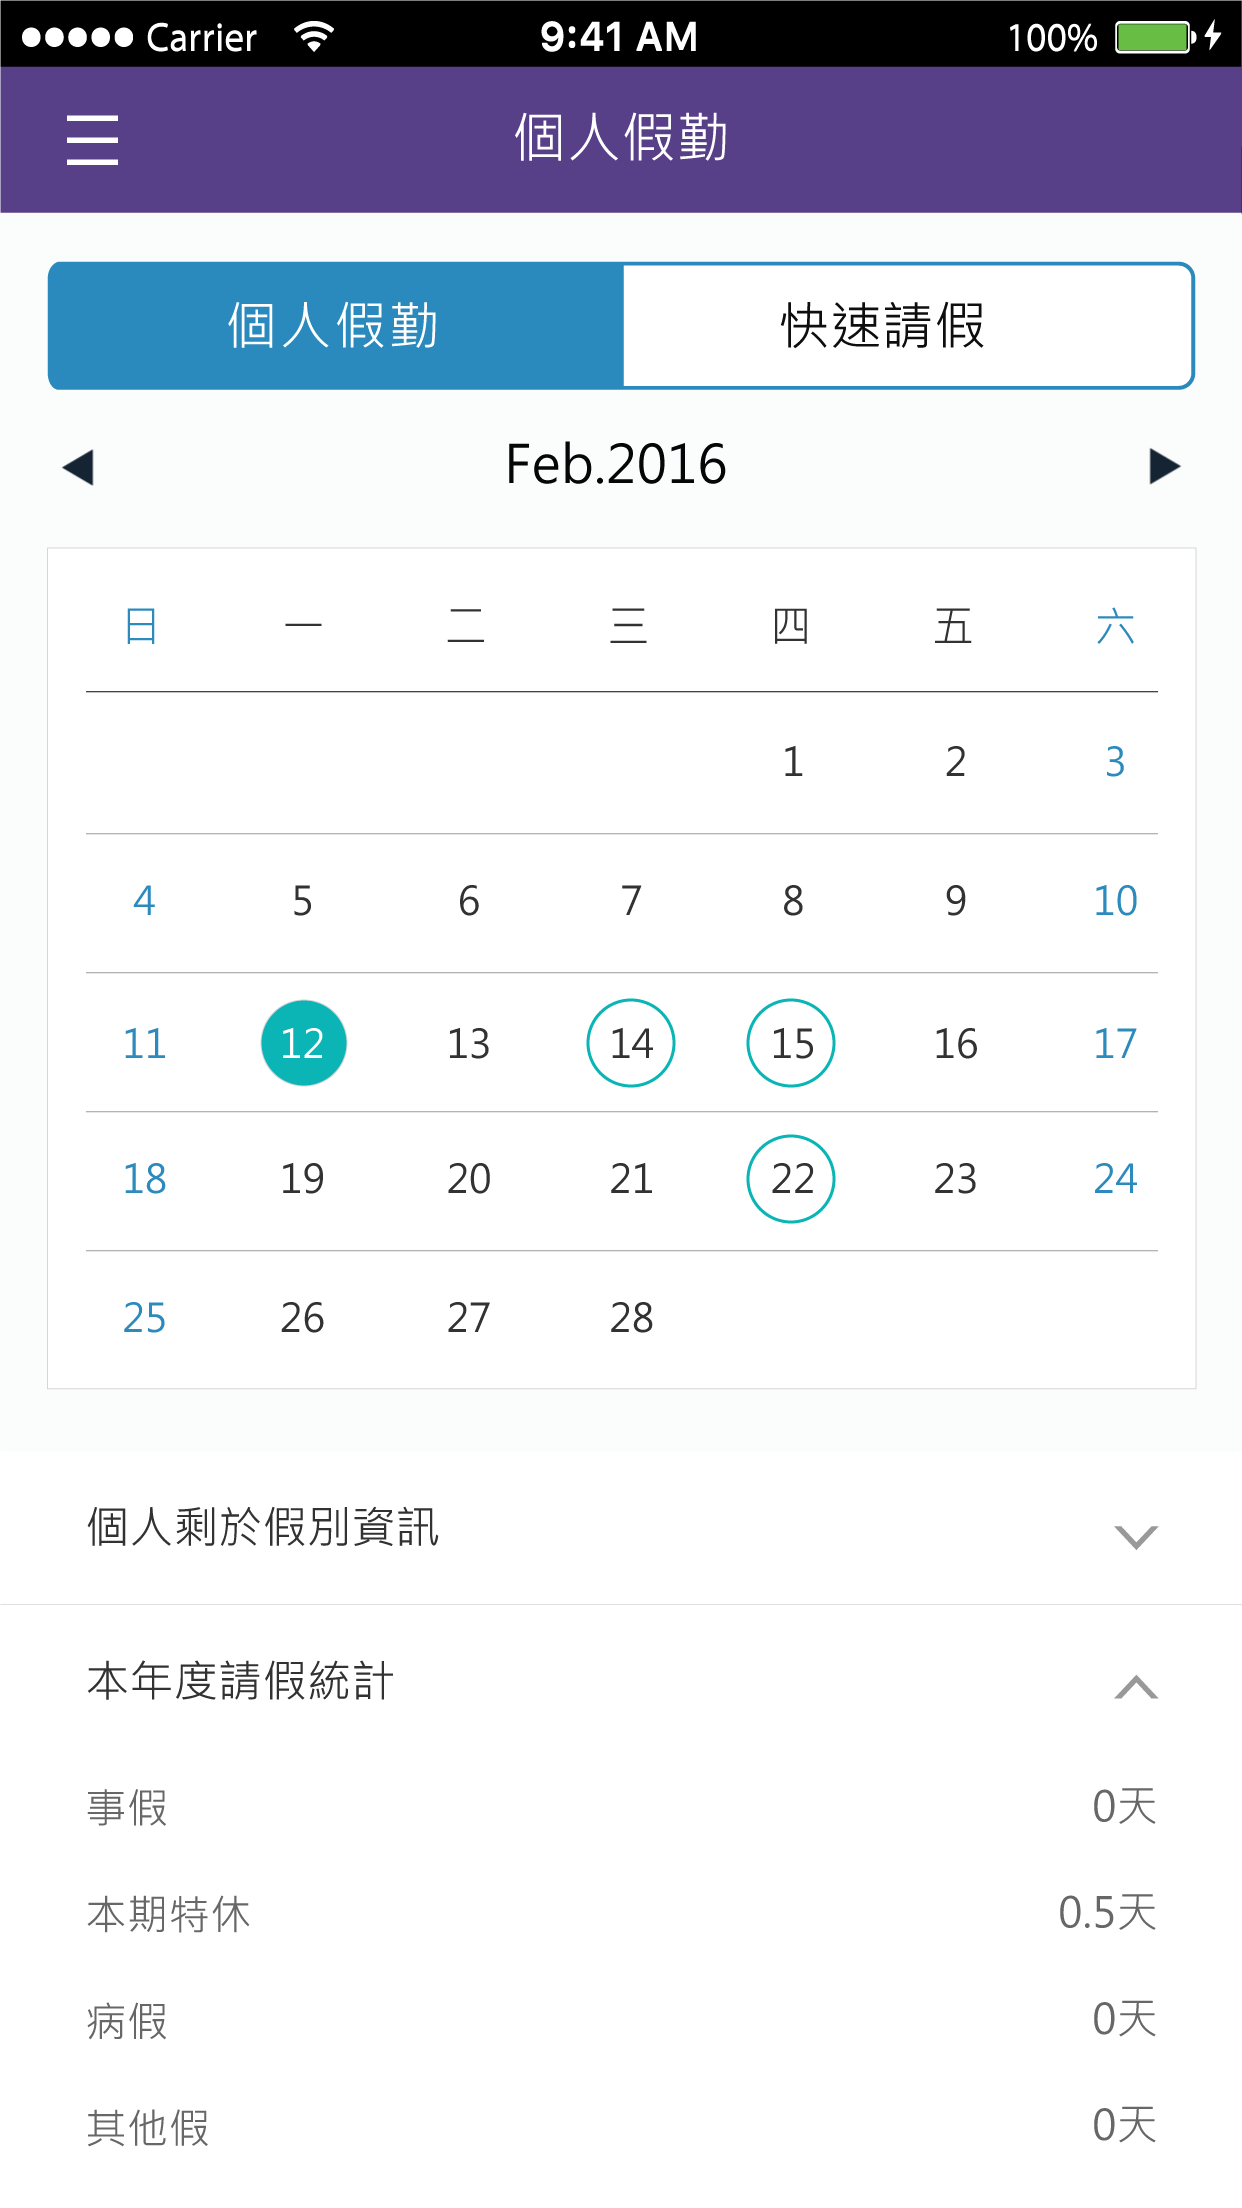 Carrier 9:41 AM 100%
個人假勤
個人假勤 快速請假
Feb.2016
日 一 二 三 四 五 六
1 2 3
4 5 6 7 8 9 10
11 12 13 14 15 16 17
18 19 20 21 22 23 24
25 26 27 28
個人剩於假別資訊
本年度請假統計
事假 0天
本期特休 0.5天
病假 0天
其他假 0天